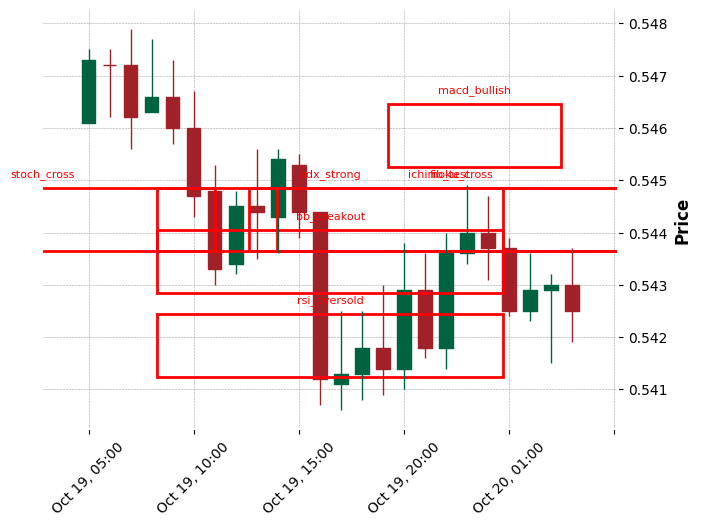 0.548
0.547
macd_bullish
0.546
0.545
stoch_cross
adx_strong
0.544
bb_breakout
0.543
rsi_oversold
0.542
0.541
Price
Oct 19, 05:00
Oct 19, 10:00
Oct 19, 15:00
Oct 19, 20:00
Oct 20, 01:00